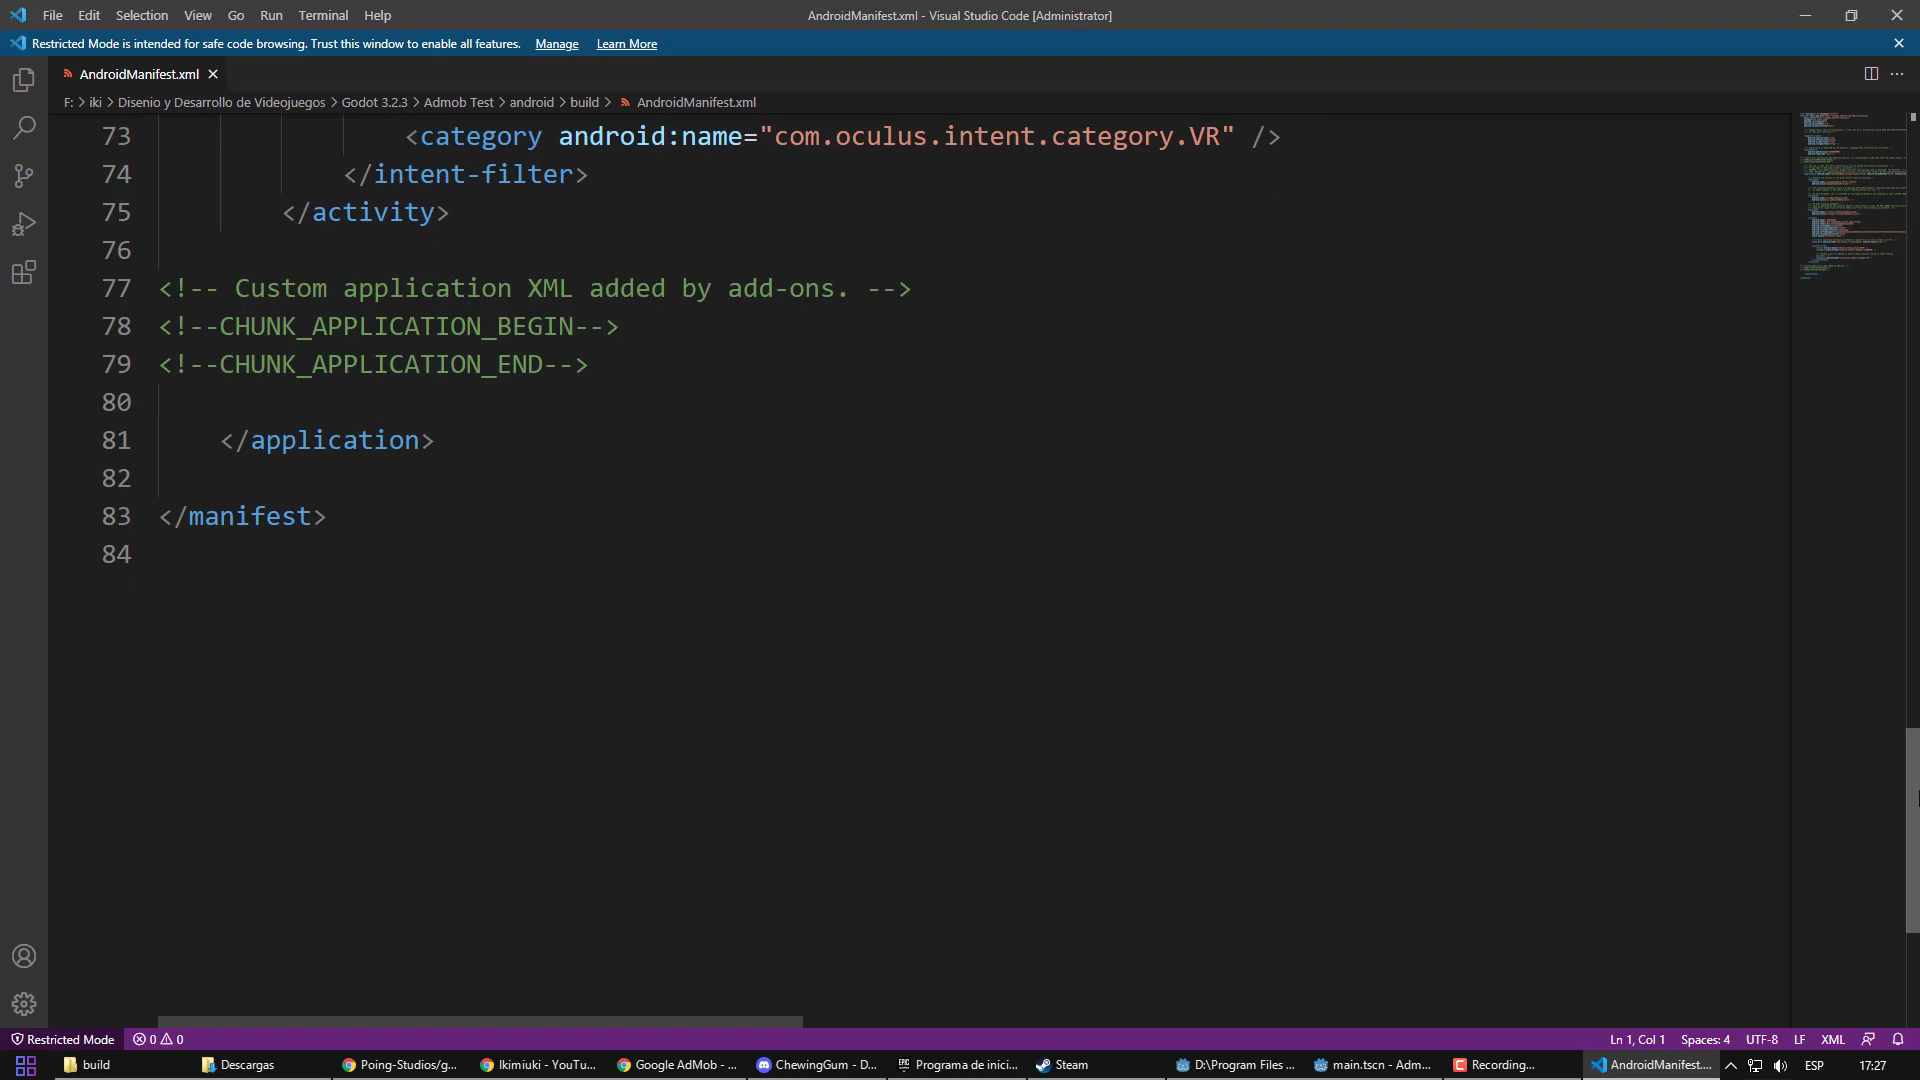 File Edit Selection View Go Run Terminal Help AndroidManifest.xml - Visual Studio Code [Administrator]
Restricted Mode is intended for safe code browsing. Trust this window to enable all features. Manage Learn More
AndroidManifest.xml
F: > iki > Disenio y Desarrollo de Videojuegos > Godot 3.2.3 > Admob Test > android > build > AndroidManifest.xml
73 <category android:name="com.oculus.intent.category.VR" />
74 </intent-filter>
75 </activity>
76
77 <!-- Custom application XML added by add-ons. -->
78 <!--CHUNK_APPLICATION_BEGIN-->
79 <!--CHUNK_APPLICATION_END-->
80
81 </application>
82
83 </manifest>
84
Restricted Mode 0 0 Ln 1, Col 1 Spaces: 4 UTF-8 LF XML
build Descargas Poing-Studios/g... Ikimiuki - YouTu... Google AdMob - ... ChewingGum - D... Programa de inici... Steam D:\Program Files ... main.tscn - Adm... Recording... AndroidManifest.... ESP 17:27